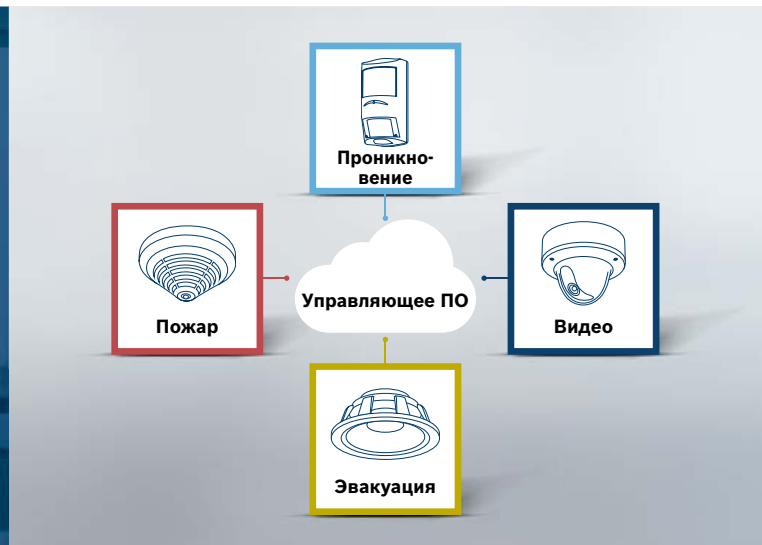 Проникно-
вение
Пожар
Управляющее ПО
Видео
Эвакуация